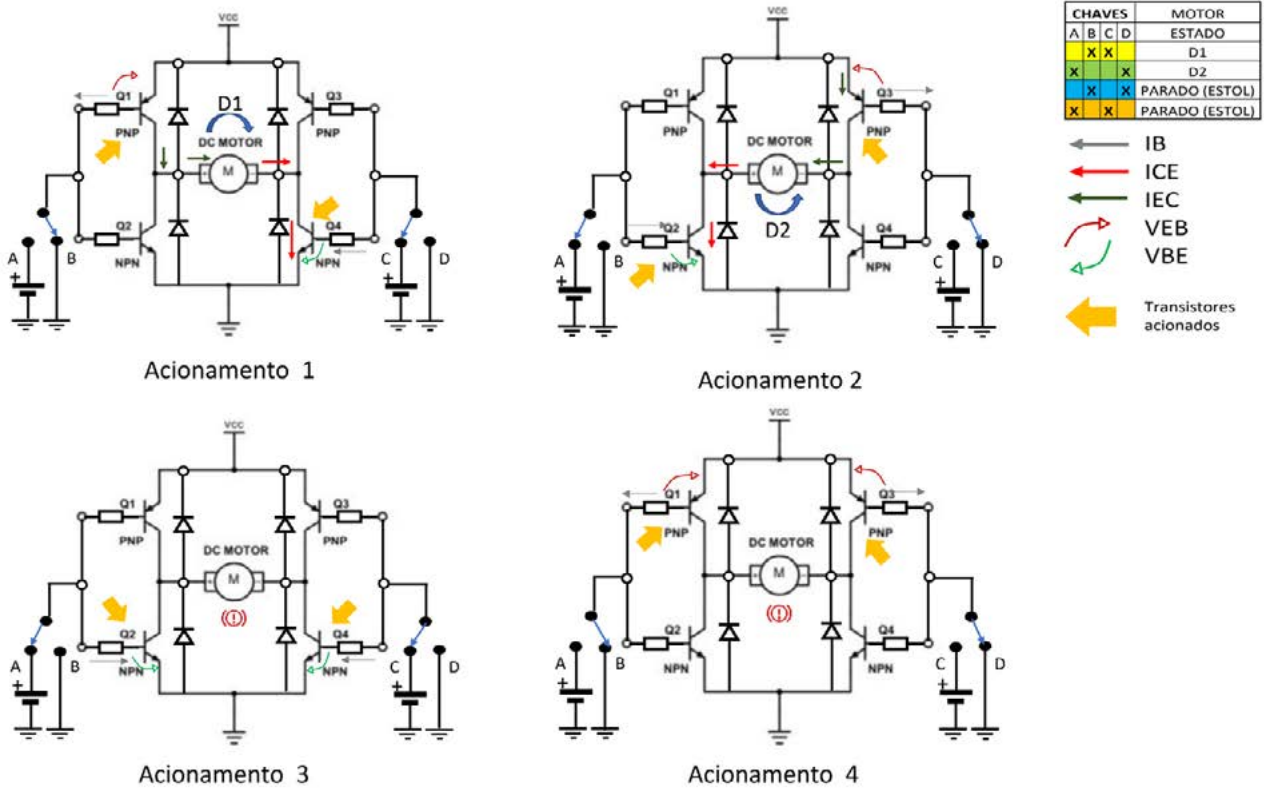 VCC
Q1
PNP
D1
DC MOTOR
M
Q3
PNP
Q2
NPN
Q4
NPN
A
B
C
D
+
+
Acionamento 1
VCC
Q1
PNP
DC MOTOR
M
D2
Q3
PNP
Q2
NPN
Q4
NPN
A
B
C
D
+
+
Acionamento 2
CHAVES MOTOR
A B C D ESTADO
X X D1
X X D2
X X PARADO (ESTOL)
X X PARADO (ESTOL)
IB
ICE
IEC
VEB
VBE
Transistores
acionados
VCC
Q1
PNP
DC MOTOR
M
(!)
Q3
PNP
Q2
NPN
Q4
NPN
A
B
C
D
+
+
Acionamento 3
VCC
Q1
PNP
DC MOTOR
M
(!)
Q3
PNP
Q2
NPN
Q4
NPN
A
B
C
D
+
+
Acionamento 4